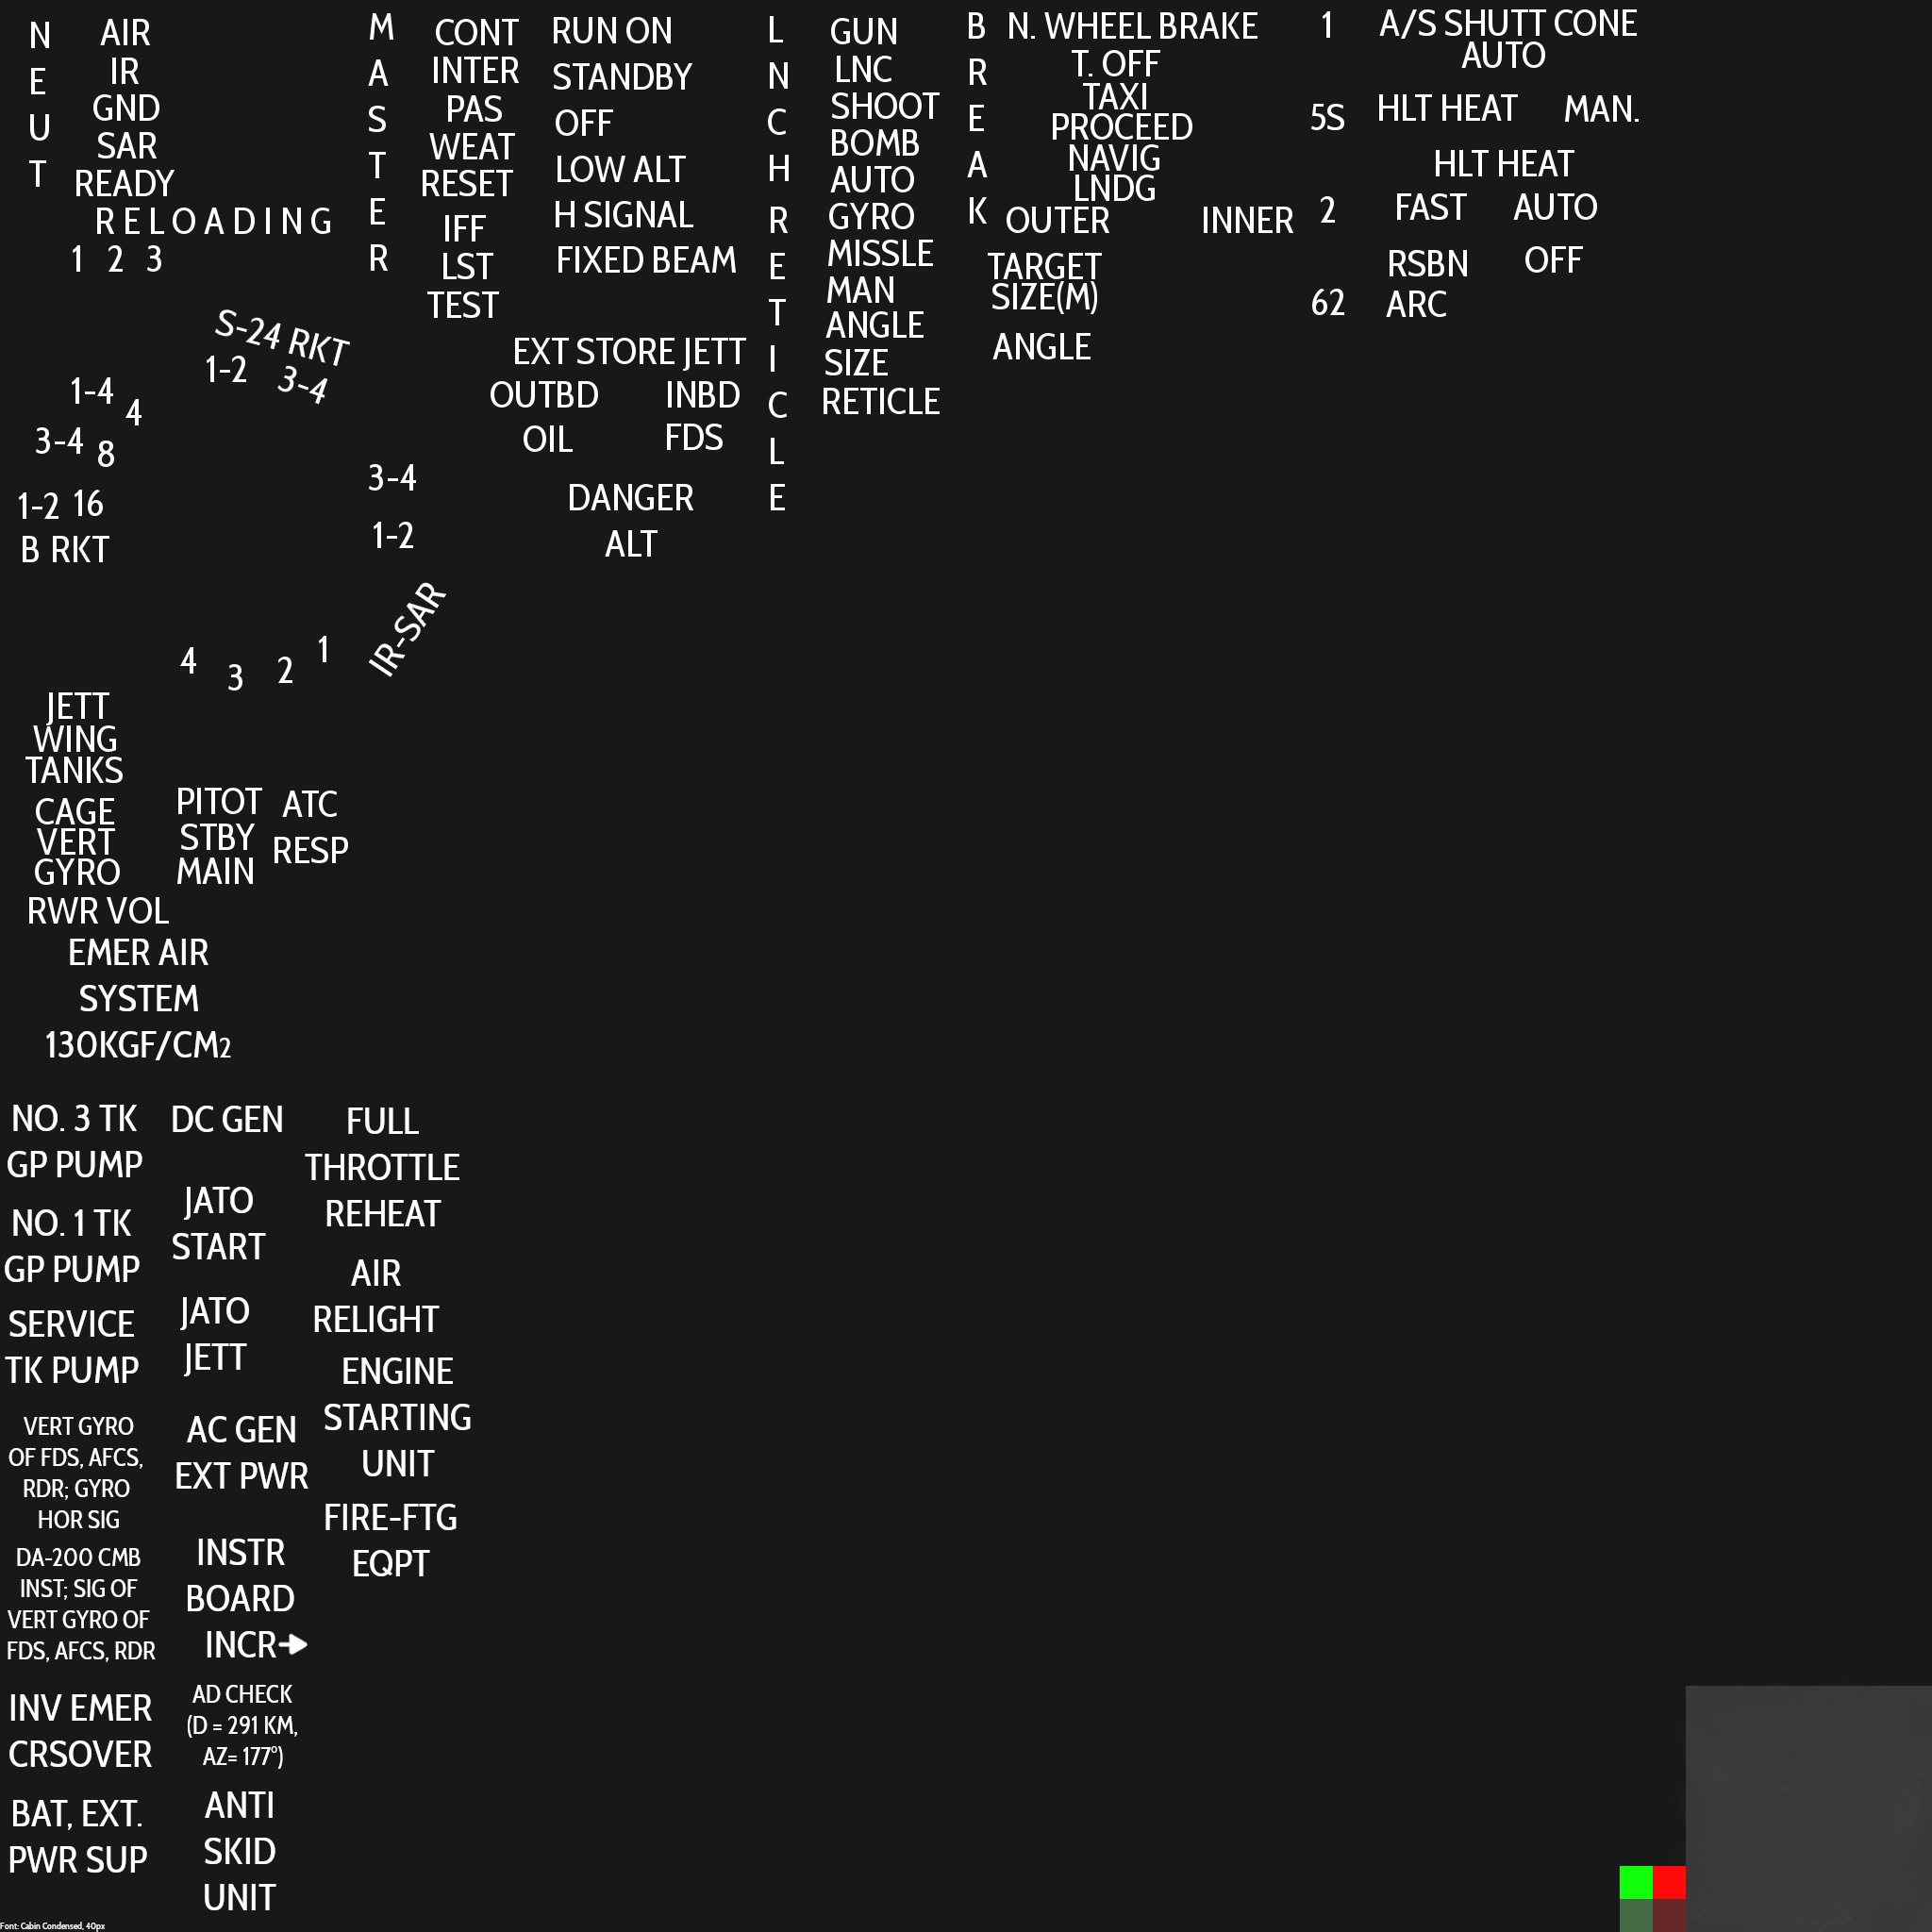 NEUT
AIR
IR
GND
SAR
READY
RELOADING
1 2 3
MASTER
CONT
INTER
PAS
WEAT
RESET
IFF
LST
TEST
RUN ON
STANDBY
OFF
LOW ALT
H SIGNAL
FIXED BEAM
LNCH RETICLE
GUN
LNC
SHOOT
BOMB
AUTO
GYRO
MISSLE
MAN
ANGLE
SIZE
RETICLE
BREAK
N. WHEEL BRAKE
T. OFF
TAXI
PROCEED
NAVIG
LNDG
OUTER INNER
TARGET
SIZE(M)
ANGLE
1
5S
2
62
A/S SHUTT CONE
AUTO
HLT HEAT MAN.
HLT HEAT
FAST AUTO
RSBN OFF
ARC
S-24 RKT
1-2 3-4
1-4 4
3-4 8
1-2 16
B RKT
3-4
1-2
EXT STORE JETT
OUTBD INBD
OIL FDS
DANGER
ALT
4 3 2 1
IR-SAR
JETT
WING
TANKS
CAGE
VERT
GYRO
PITOT
STBY
MAIN
ATC
RESP
RWR VOL
EMER AIR
SYSTEM
130KGF/CM2
NO. 3 TK
GP PUMP
NO. 1 TK
GP PUMP
SERVICE
TK PUMP
VERT GYRO
OF FDS, AFCS,
RDR; GYRO
HOR SIG
DA-200 CMB
INST; SIG OF
VERT GYRO OF
FDS, AFCS, RDR
INV EMER
CRSOVER
BAT, EXT.
PWR SUP
DC GEN
JATO
START
JATO
JETT
AC GEN
EXT PWR
INSTR
BOARD
INCR
AD CHECK
(D = 291 KM,
AZ= 177°)
ANTI
SKID
UNIT
FULL
THROTTLE
REHEAT
AIR
RELIGHT
ENGINE
STARTING
UNIT
FIRE-FTG
EQPT
Font: Cabin Condensed, 40px